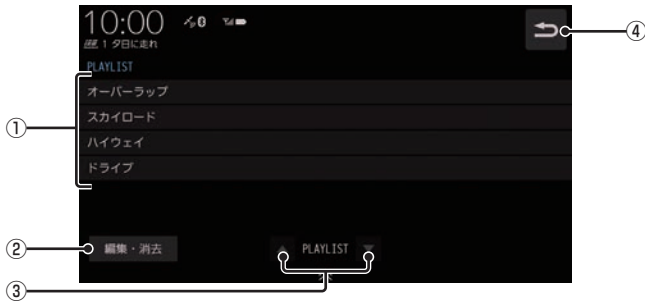 10:00
1 夕日に走れ
PLAYLIST
オーバーラップ
スカイロード
ハイウェイ
ドライブ
編集・消去
PLAYLIST
①
②
③
④